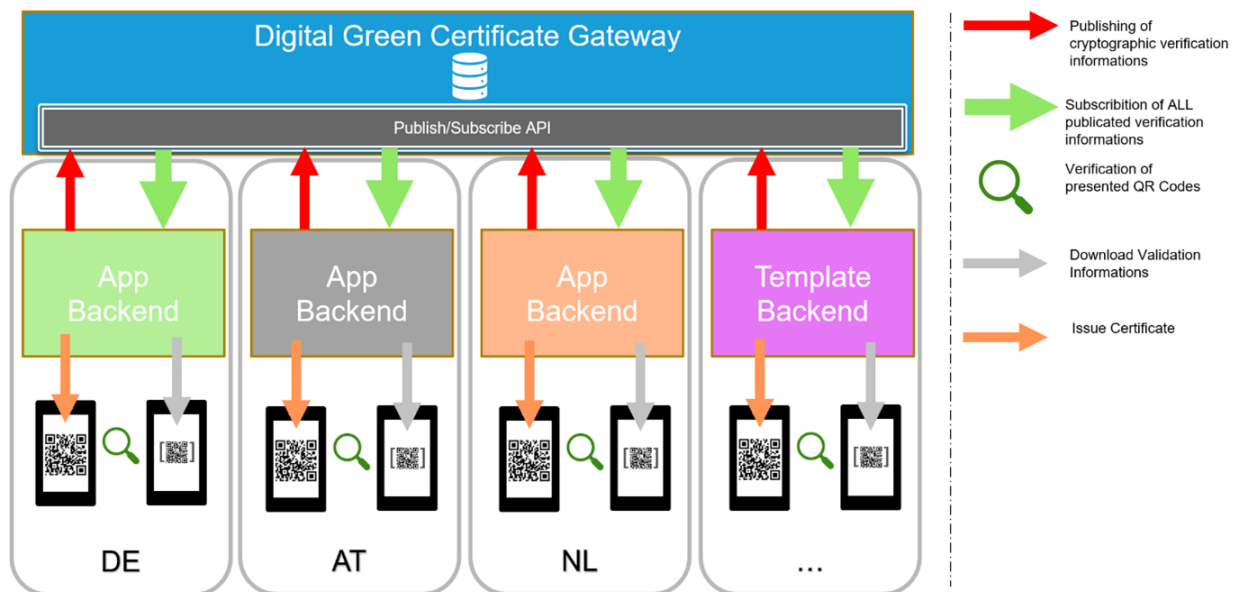 Digital Green Certificate Gateway
Publish/Subscribe API
App
Backend
App
Backend
App
Backend
Template
Backend
DE
AT
NL
...
Publishing of
cryptographic verification
informations
Subscribition of ALL
publicated verification
informations
Verification of
presented QR Codes
Download Validation
Informations
Issue Certificate